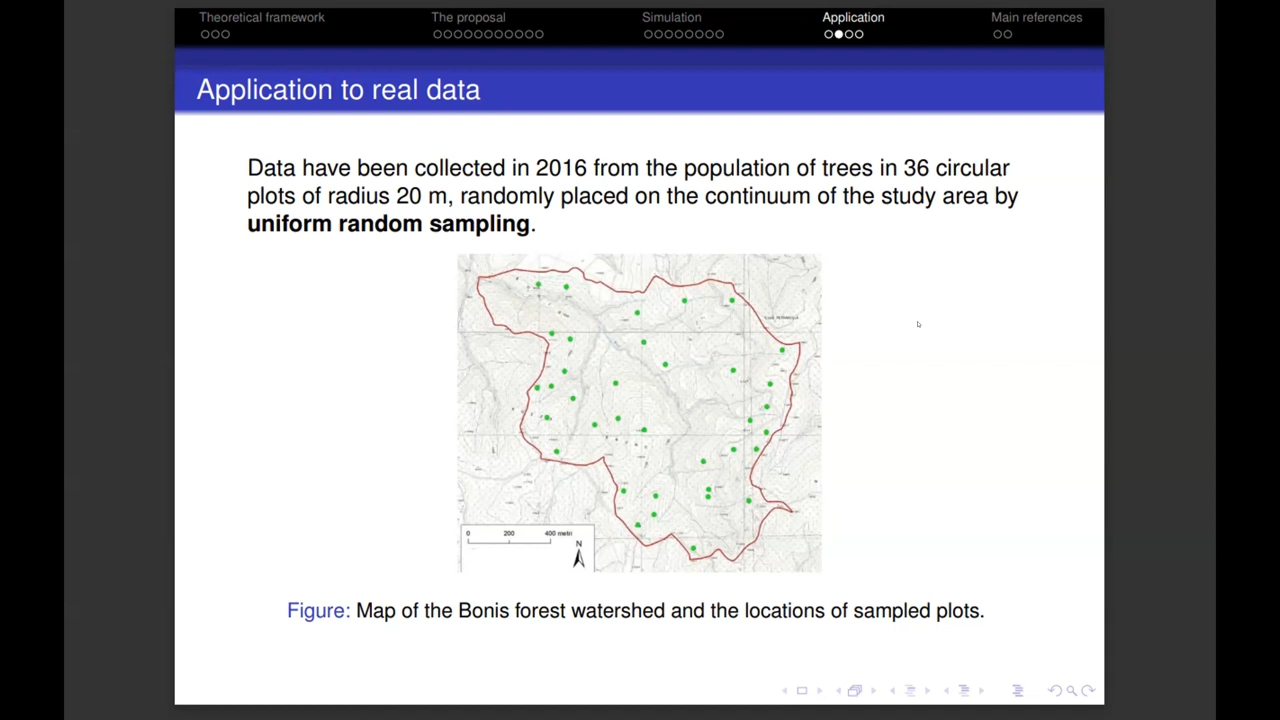 Theoretical framework The proposal Simulation Application Main references
Application to real data
Data have been collected in 2016 from the population of trees in 36 circular
plots of radius 20 m, randomly placed on the continuum of the study area by
uniform random sampling.
0 200 400 metri
N
Figure: Map of the Bonis forest watershed and the locations of sampled plots.